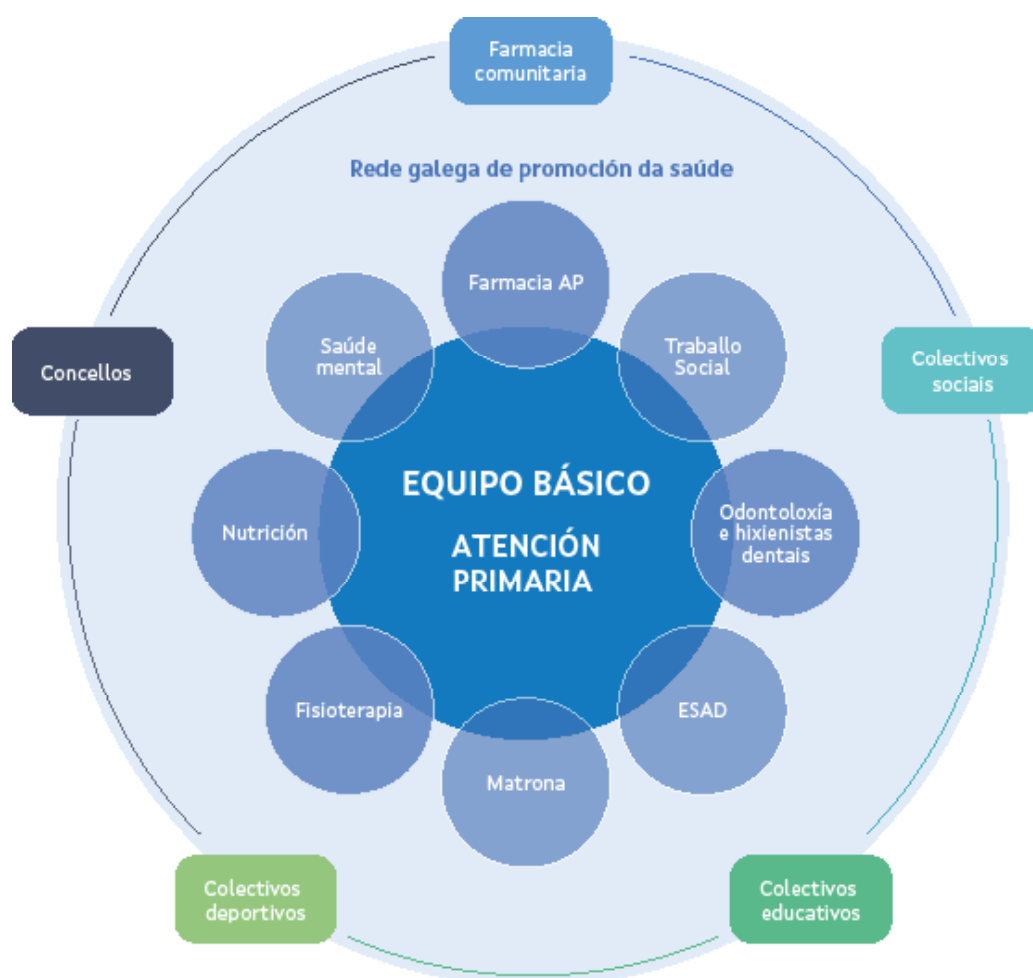 Farmacia
comunitaria
Rede galega de promoción da saúde
Farmacia AP
Saúde
mental
Traballo
Social
Concellos
Colectivos
sociais
EQUIPO BÁSICO
ATENCIÓN
PRIMARIA
Nutrición
Odontoloxía
e hixienistas
dentais
Fisioterapia
ESAD
Matrona
Colectivos
deportivos
Colectivos
educativos